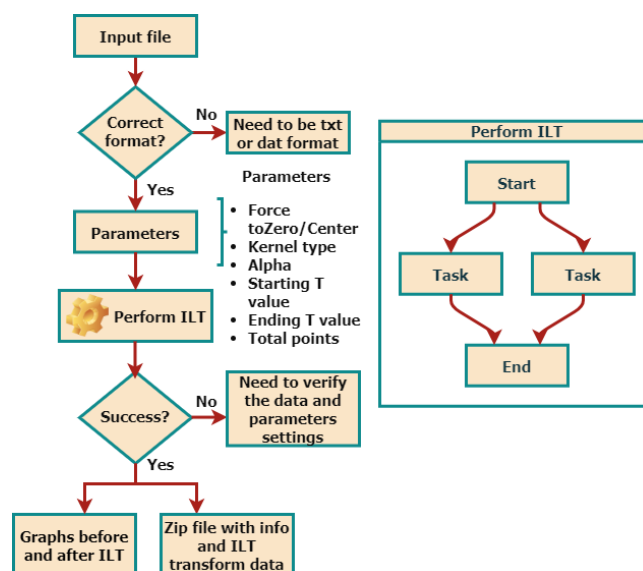 Input file
Correct
format?
No
Need to be txt
or dat format
Yes
Parameters
Parameters
• Force
toZero/Center
• Kernel type
• Alpha
• Starting T
value
• Ending T value
• Total points
Perform ILT
Success?
No
Need to verify
the data and
parameters
settings
Yes
Graphs before
and after ILT
Zip file with info
and ILT
transform data
Perform ILT
Start
Task
Task
End